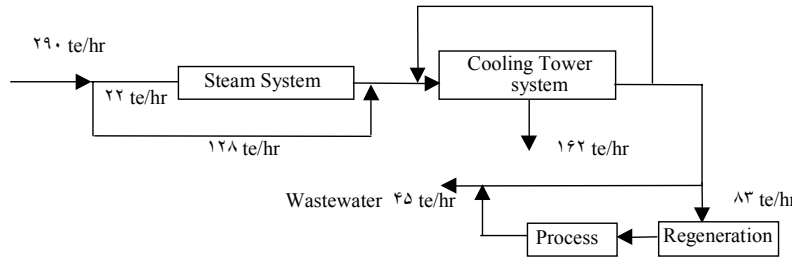 ۲۹۰ te/hr
Steam System
Cooling Tower
system
۲۲ te/hr
۱۲۸ te/hr
۱۶۲ te/hr
Wastewater ۴۵ te/hr
۸۳ te/hr
Process
Regeneration